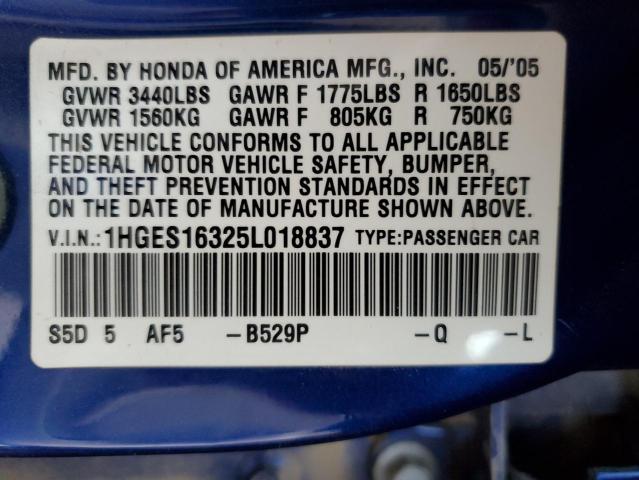 MFD. BY HONDA OF AMERICA MFG., INC. 05/'05
GVWR 3440LBS GAWR F 1775LBS R 1650LBS
GVWR 1560KG GAWR F 805KG R 750KG
THIS VEHICLE CONFORMS TO ALL APPLICABLE
FEDERAL MOTOR VEHICLE SAFETY, BUMPER,
AND THEFT PREVENTION STANDARDS IN EFFECT
ON THE DATE OF MANUFACTURE SHOWN ABOVE.
V.I.N.:1HGES16325L018837 TYPE:PASSENGER CAR
S5D 5 AF5 -B529P -Q -L